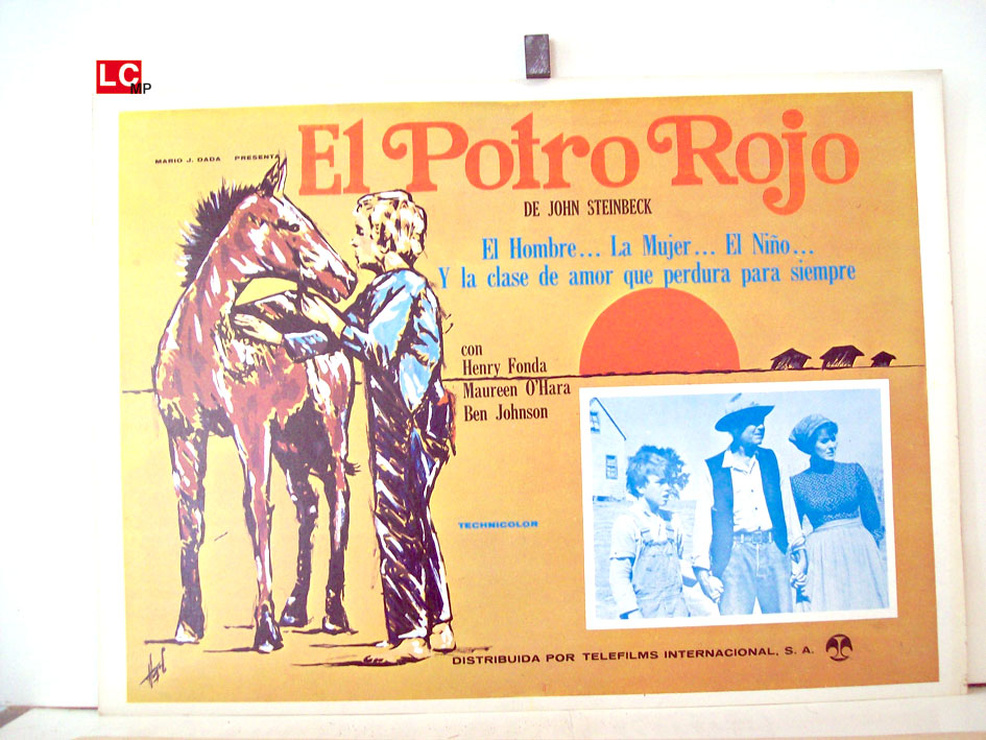 LC
MP
MARIO J. DADA PRESENTA
El Potro Rojo
DE JOHN STEINBECK
El Hombre... La Mujer... El Niño...
Y la clase de amor que perdura para siempre
con
Henry Fonda
Maureen O'Hara
Ben Johnson
TECHNICOLOR
DISTRIBUIDA POR TELEFILMS INTERNACIONAL, S. A.